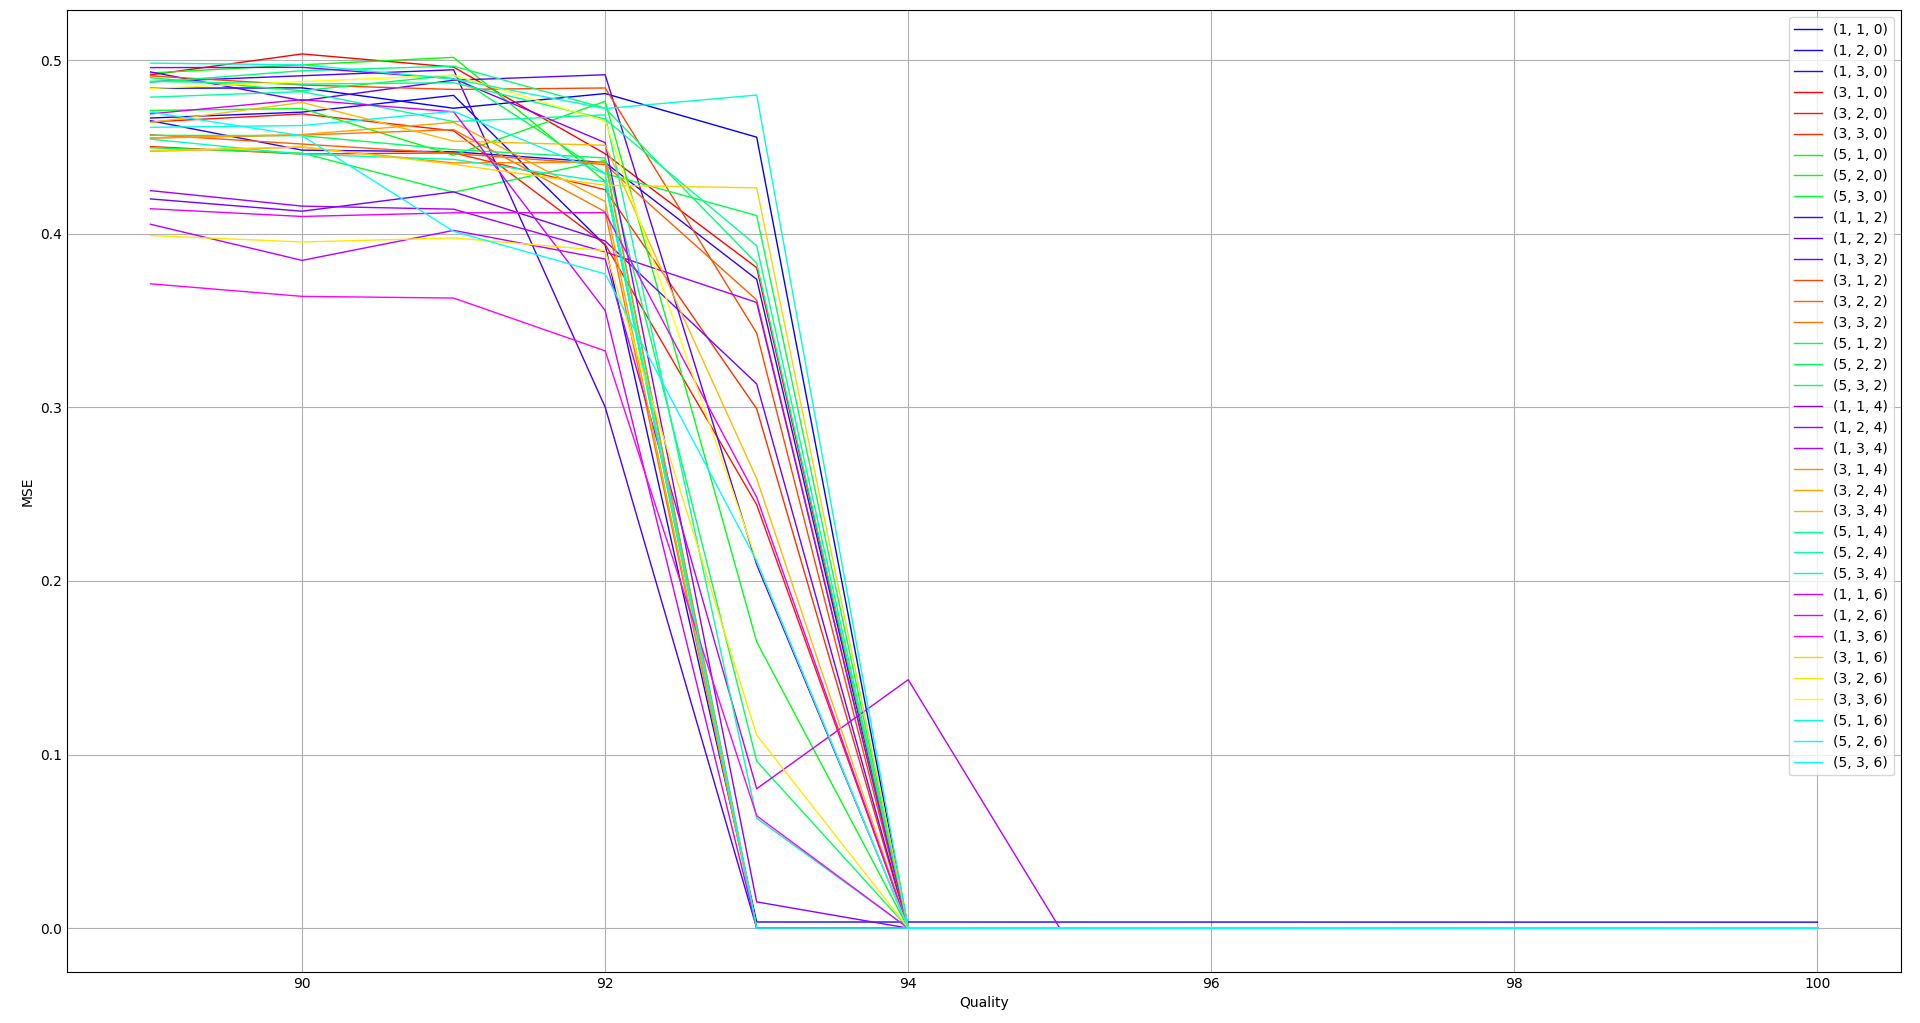 0.5
0.4
0.3
0.2
0.1
0.0
MSE
90
92
94
96
98
100
Quality
(1, 1, 0)
(1, 2, 0)
(1, 3, 0)
(3, 1, 0)
(3, 2, 0)
(3, 3, 0)
(5, 1, 0)
(5, 2, 0)
(5, 3, 0)
(1, 1, 2)
(1, 2, 2)
(1, 3, 2)
(3, 1, 2)
(3, 2, 2)
(3, 3, 2)
(5, 1, 2)
(5, 2, 2)
(5, 3, 2)
(1, 1, 4)
(1, 2, 4)
(1, 3, 4)
(3, 1, 4)
(3, 2, 4)
(3, 3, 4)
(5, 1, 4)
(5, 2, 4)
(5, 3, 4)
(1, 1, 6)
(1, 2, 6)
(1, 3, 6)
(3, 1, 6)
(3, 2, 6)
(3, 3, 6)
(5, 1, 6)
(5, 2, 6)
(5, 3, 6)